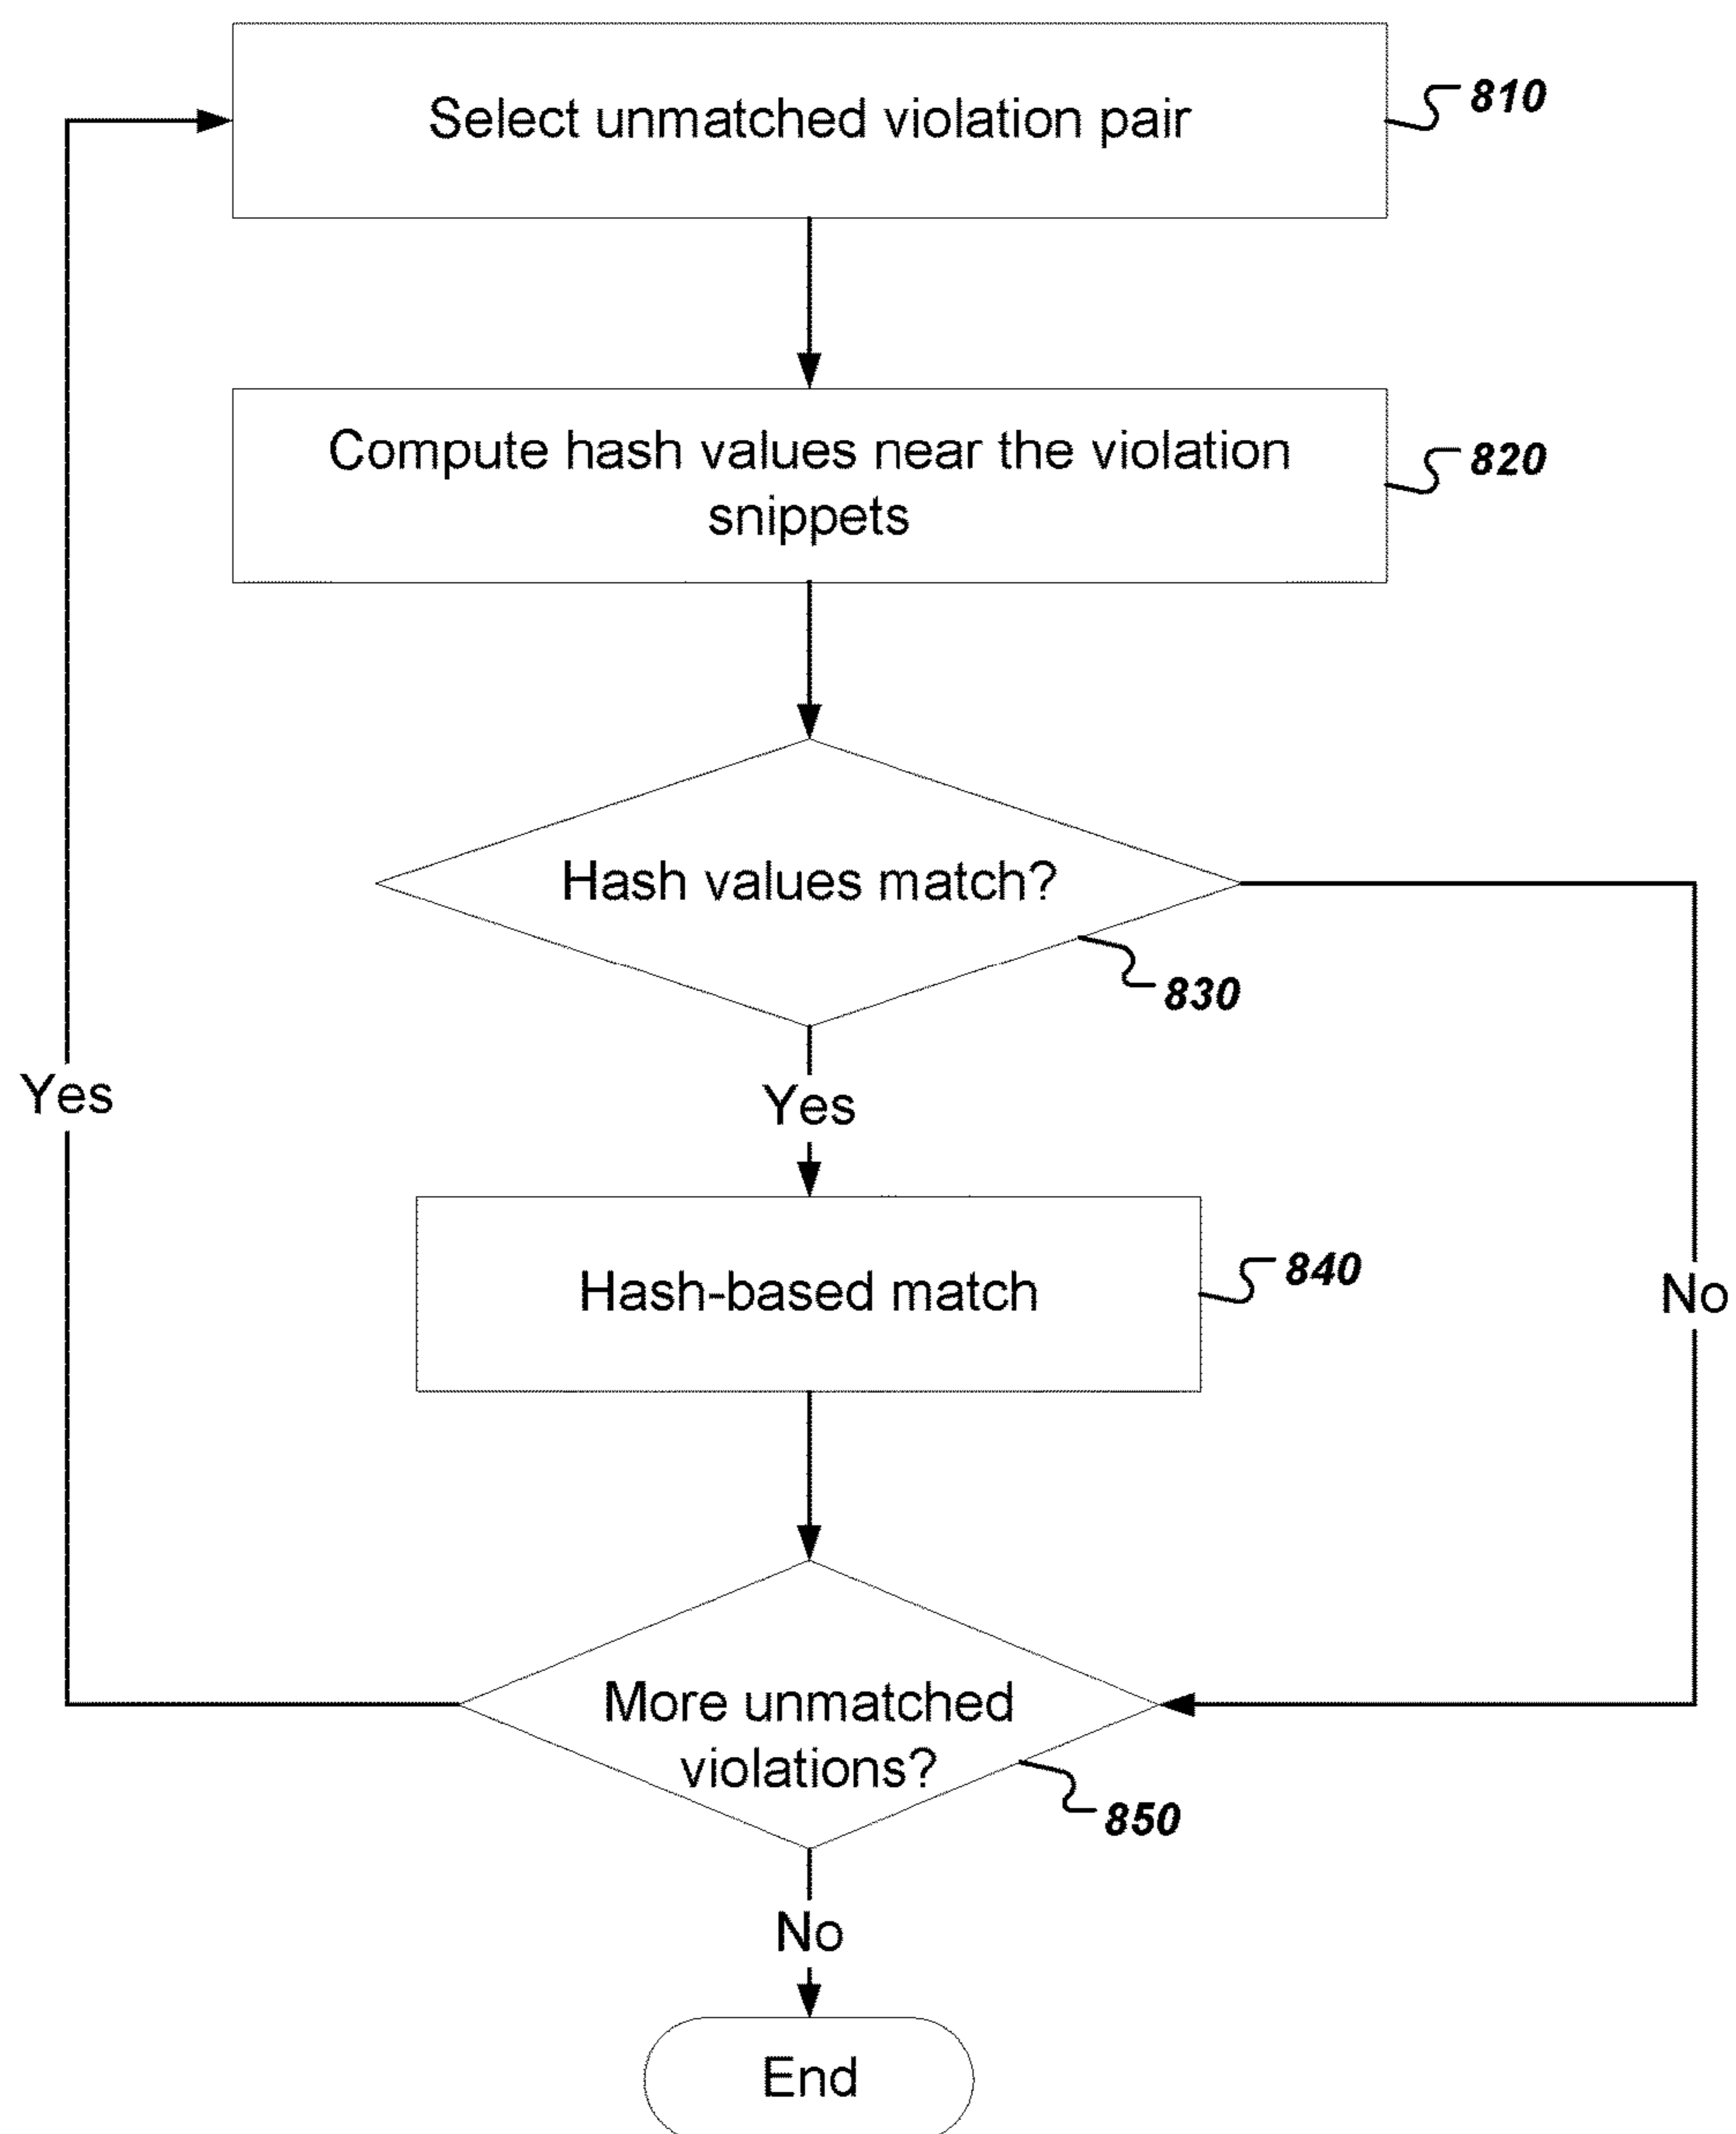 Select unmatched violation pair
810
Compute hash values near the violation
snippets
820
Hash values match?
830
Yes
Yes
Hash-based match
840
No
More unmatched
violations?
850
No
End